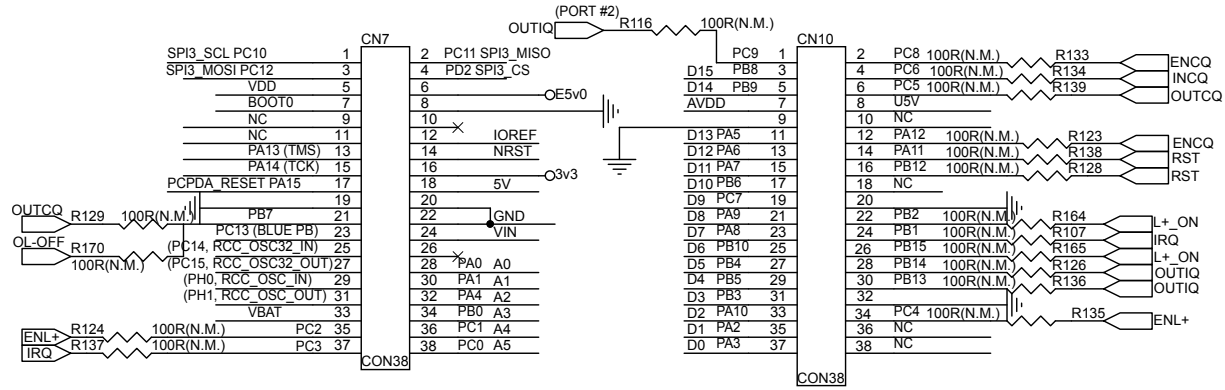 (PORT #2)
OUTIQ R116 100R(N.M.)
CN7
SPI3_SCL PC10 1 2 PC11 SPI3_MISO
SPI3_MOSI PC12 3 4 PD2 SPI3_CS
VDD 5 6 E5v0
BOOT0 7 8
NC 9 10
NC 11 12 IOREF
PA13 (TMS) 13 14 NRST
PA14 (TCK) 15 16 3v3
PCPDA_RESET PA15 17 18 5V
19 20
OUTCQ R129 100R(N.M.) PB7 21 22 GND
PC13 (BLUE PB) 23 24 VIN
OL-OFF R170 100R(N.M.) (PC14, RCC_OSC32_IN) 25 26
(PC15, RCC_OSC32_OUT) 27 28 PA0 A0
(PH0, RCC_OSC_IN) 29 30 PA1 A1
(PH1, RCC_OSC_OUT) 31 32 PA4 A2
VBAT 33 34 PB0 A3
ENL+ R124 100R(N.M.) PC2 35 36 PC1 A4
IRQ R137 100R(N.M.) PC3 37 38 PC0 A5
CON38
CN10
PC9 1 2 PC8 100R(N.M.) R133 ENCQ
D15 PB8 3 4 PC6 100R(N.M.) R134 INCQ
D14 PB9 5 6 PC5 100R(N.M.) R139 OUTCQ
AVDD 7 8 U5V
9 10 NC
D13 PA5 11 12 PA12 100R(N.M.) R123 ENCQ
D12 PA6 13 14 PA11 100R(N.M.) R138 RST
D11 PA7 15 16 PB12 100R(N.M.) R128 RST
D10 PB6 17 18 NC
D9 PC7 19 20
D8 PA9 21 22 PB2 100R(N.M.) R164 L+_ON
D7 PA8 23 24 PB1 100R(N.M.) R107 IRQ
D6 PB10 25 26 PB15 100R(N.M.) R165 L+_ON
D5 PB4 27 28 PB14 100R(N.M.) R126 OUTIQ
D4 PB5 29 30 PB13 100R(N.M.) R136 OUTIQ
D3 PB3 31 32
D2 PA10 33 34 PC4 100R(N.M.) R135 ENL+
D1 PA2 35 36 NC
D0 PA3 37 38 NC
CON38